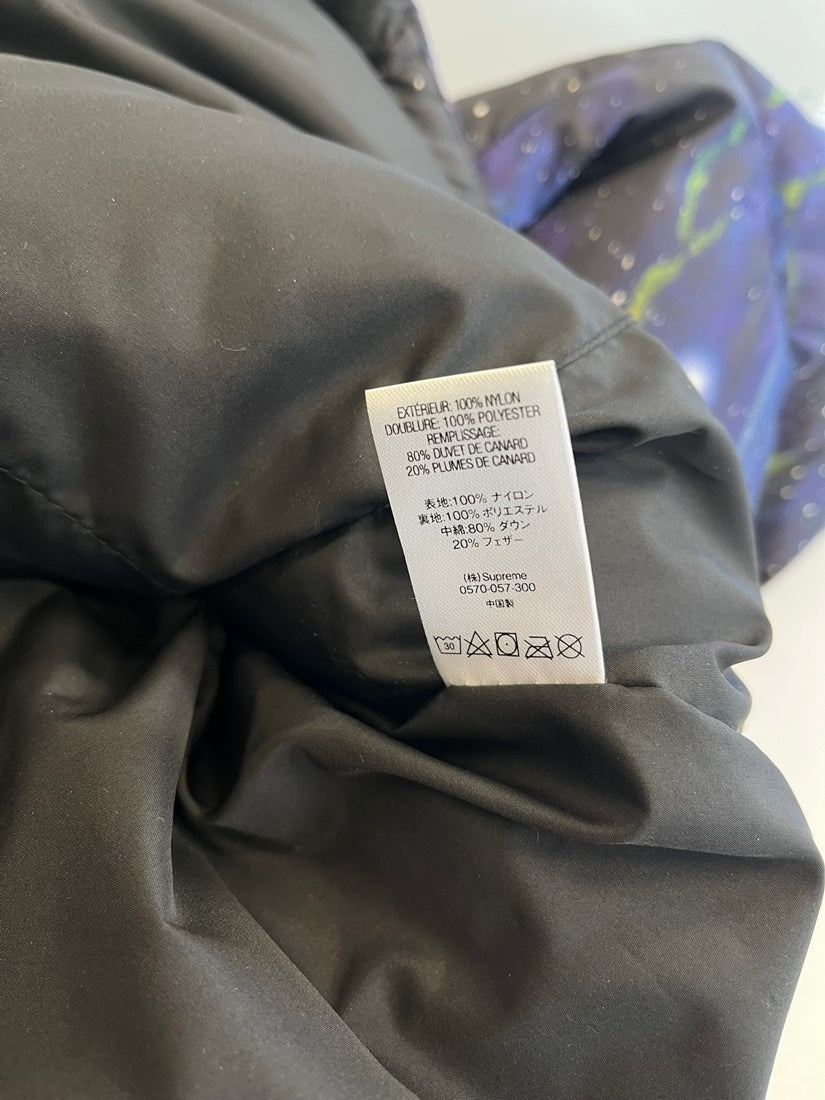 EXTÉRIEUR: 100% NYLON
DOUBLURE: 100% POLYESTER
REMPLISSAGE:
80% DUVET DE CANARD
20% PLUMES DE CANARD
表地:100% ナイロン
裏地:100% ポリエステル
中綿:80% ダウン
20% フェザー
(株)Supreme
0570-057-300
中国製
30